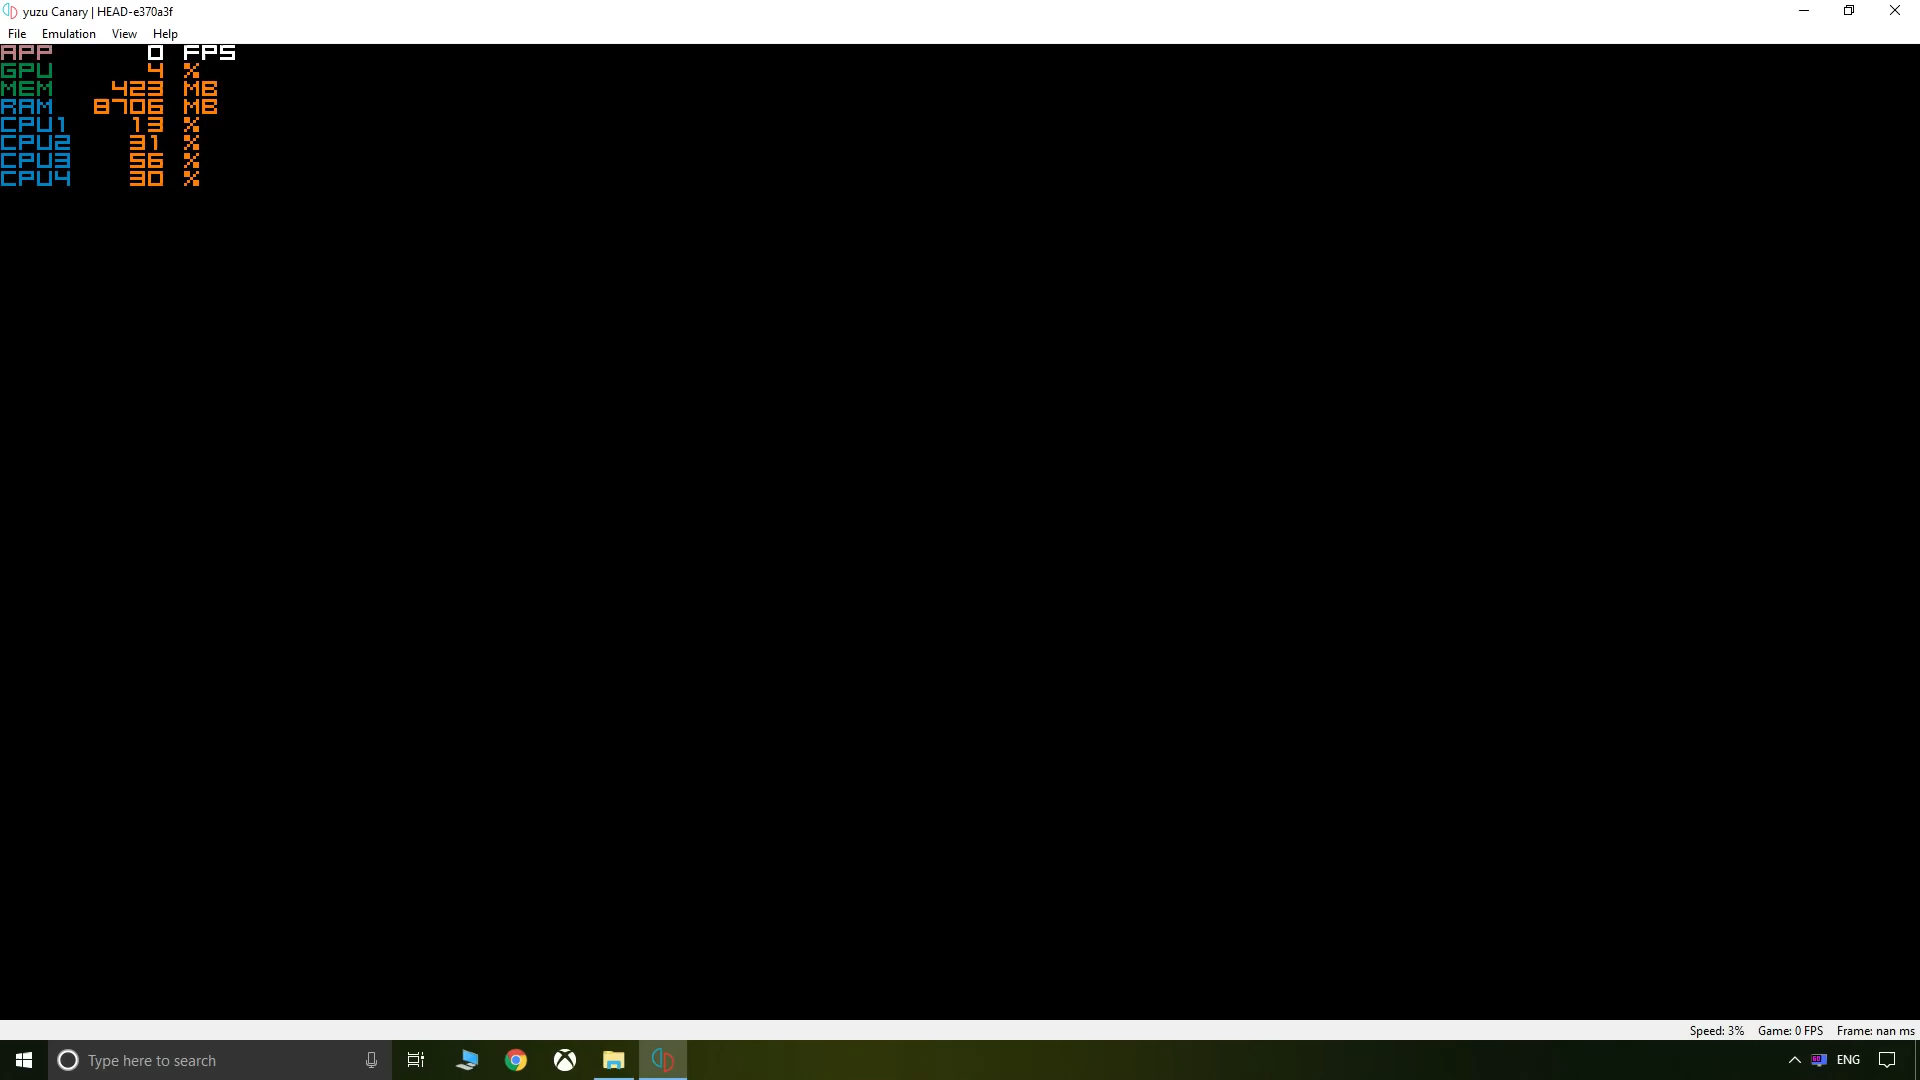 yuzu Canary | HEAD-e370a3f
File Emulation View Help
APP 0 FPS
GPU 4 %
MEM 423 MB
RAM 8706 MB
CPU1 13 %
CPU2 31 %
CPU3 56 %
CPU4 30 %
Speed: 3% Game: 0 FPS Frame: nan ms
Type here to search
60 ENG